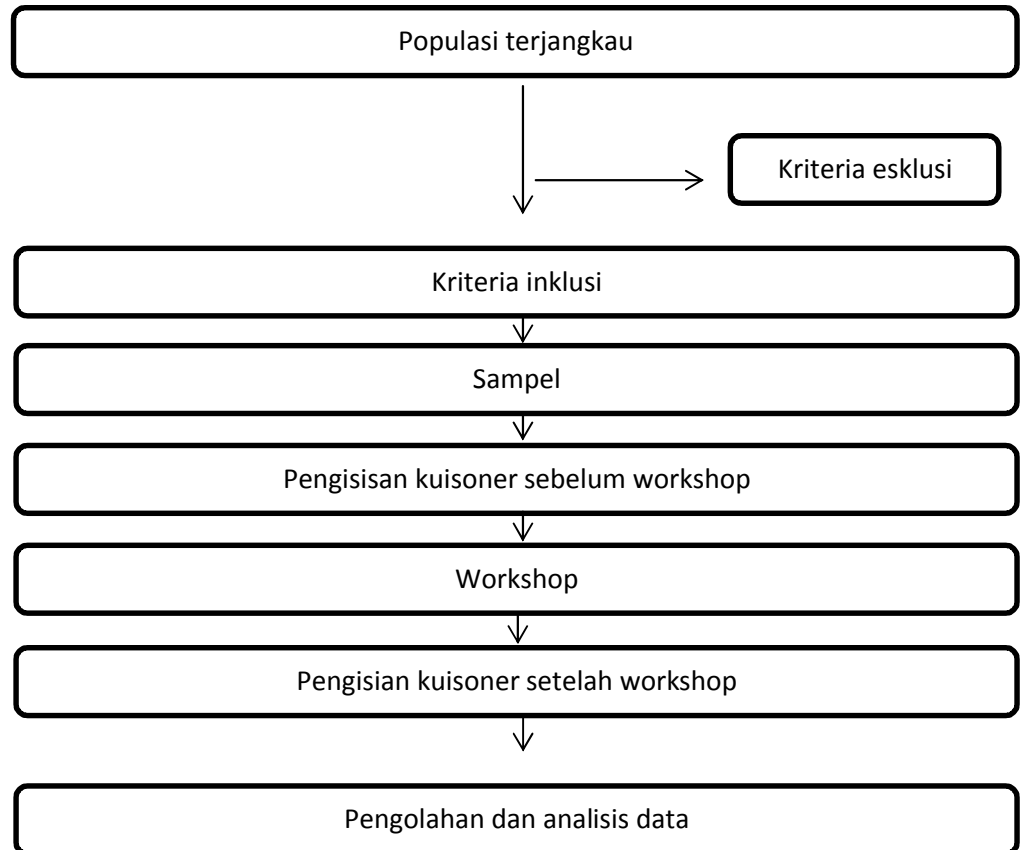 Populasi terjangkau
Kriteria esklusi
Kriteria inklusi
Sampel
Pengisisan kuisoner sebelum workshop
Workshop
Pengisian kuisoner setelah workshop
Pengolahan dan analisis data